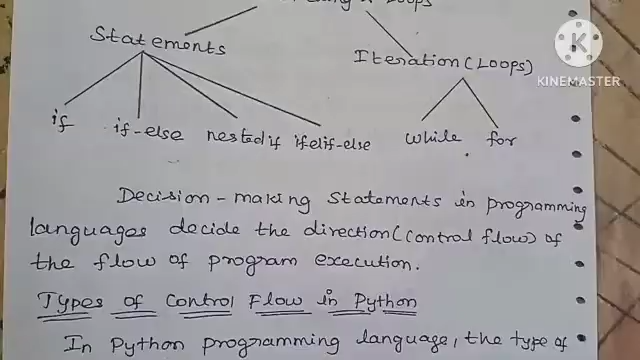 & Loops
Statements
Iteration (Loops)
KINEMASTER
if if-else nested if ifelif-else while for
Decision-making statements in programming
languages decide the direction (control flow) of
the flow of program execution.
Types of Control Flow in Python
In Python programming language, the type of